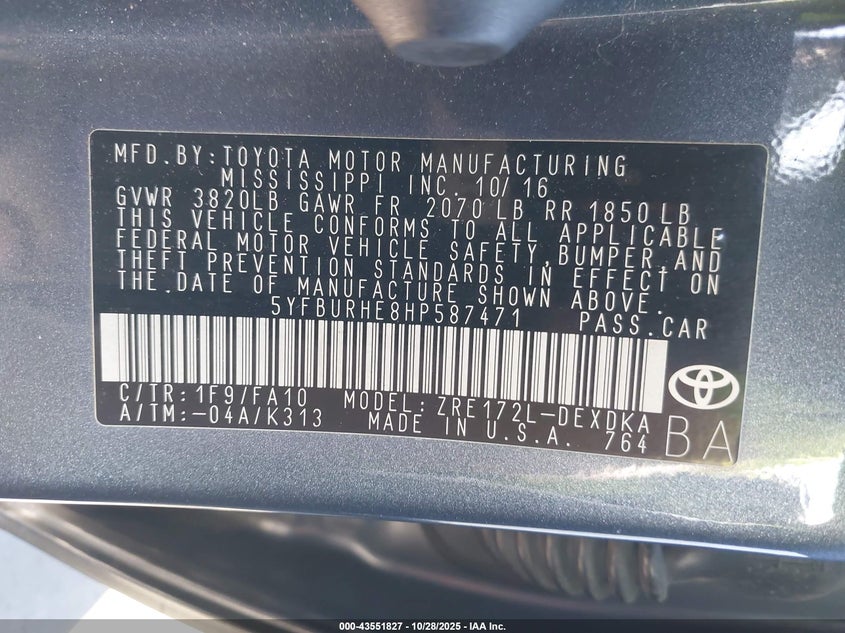 MFD.BY:TOYOTA MOTOR MANUFACTURING
MISSISSIPPI INC. 10/16
GVWR 3820LB GAWR FR 2070LB RR 1850LB
THIS VEHICLE CONFORMS TO ALL APPLICABLE
FEDERAL MOTOR VEHICLE SAFETY,BUMPER,AND
THEFT PREVENTION STANDARDS IN EFFECT ON
THE DATE OF MANUFACTURE SHOWN ABOVE.
5YFBURHE8HP587471 PASS.CAR
C/TR:1F9/FA10 MODEL:ZRE172L-DEXDKA
A/TM:-04A/K313 MADE IN U.S.A. 764
BA
000-43551827 | 10/28/2025 | IAA Inc.